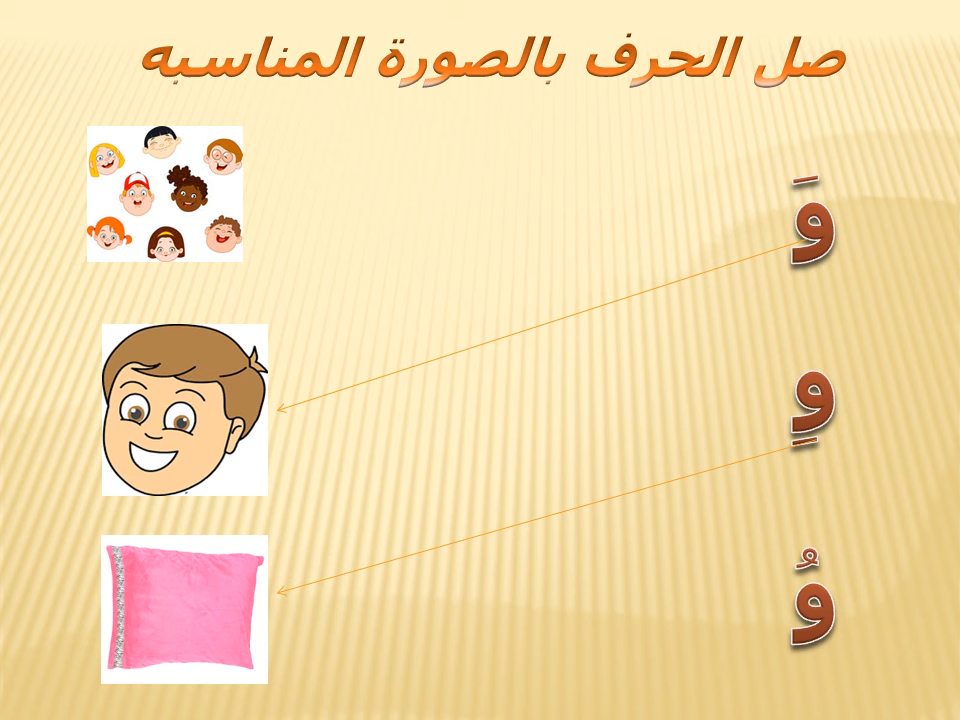 صل الحرف بالصورة المناسبه
وَ
وِ
وُ